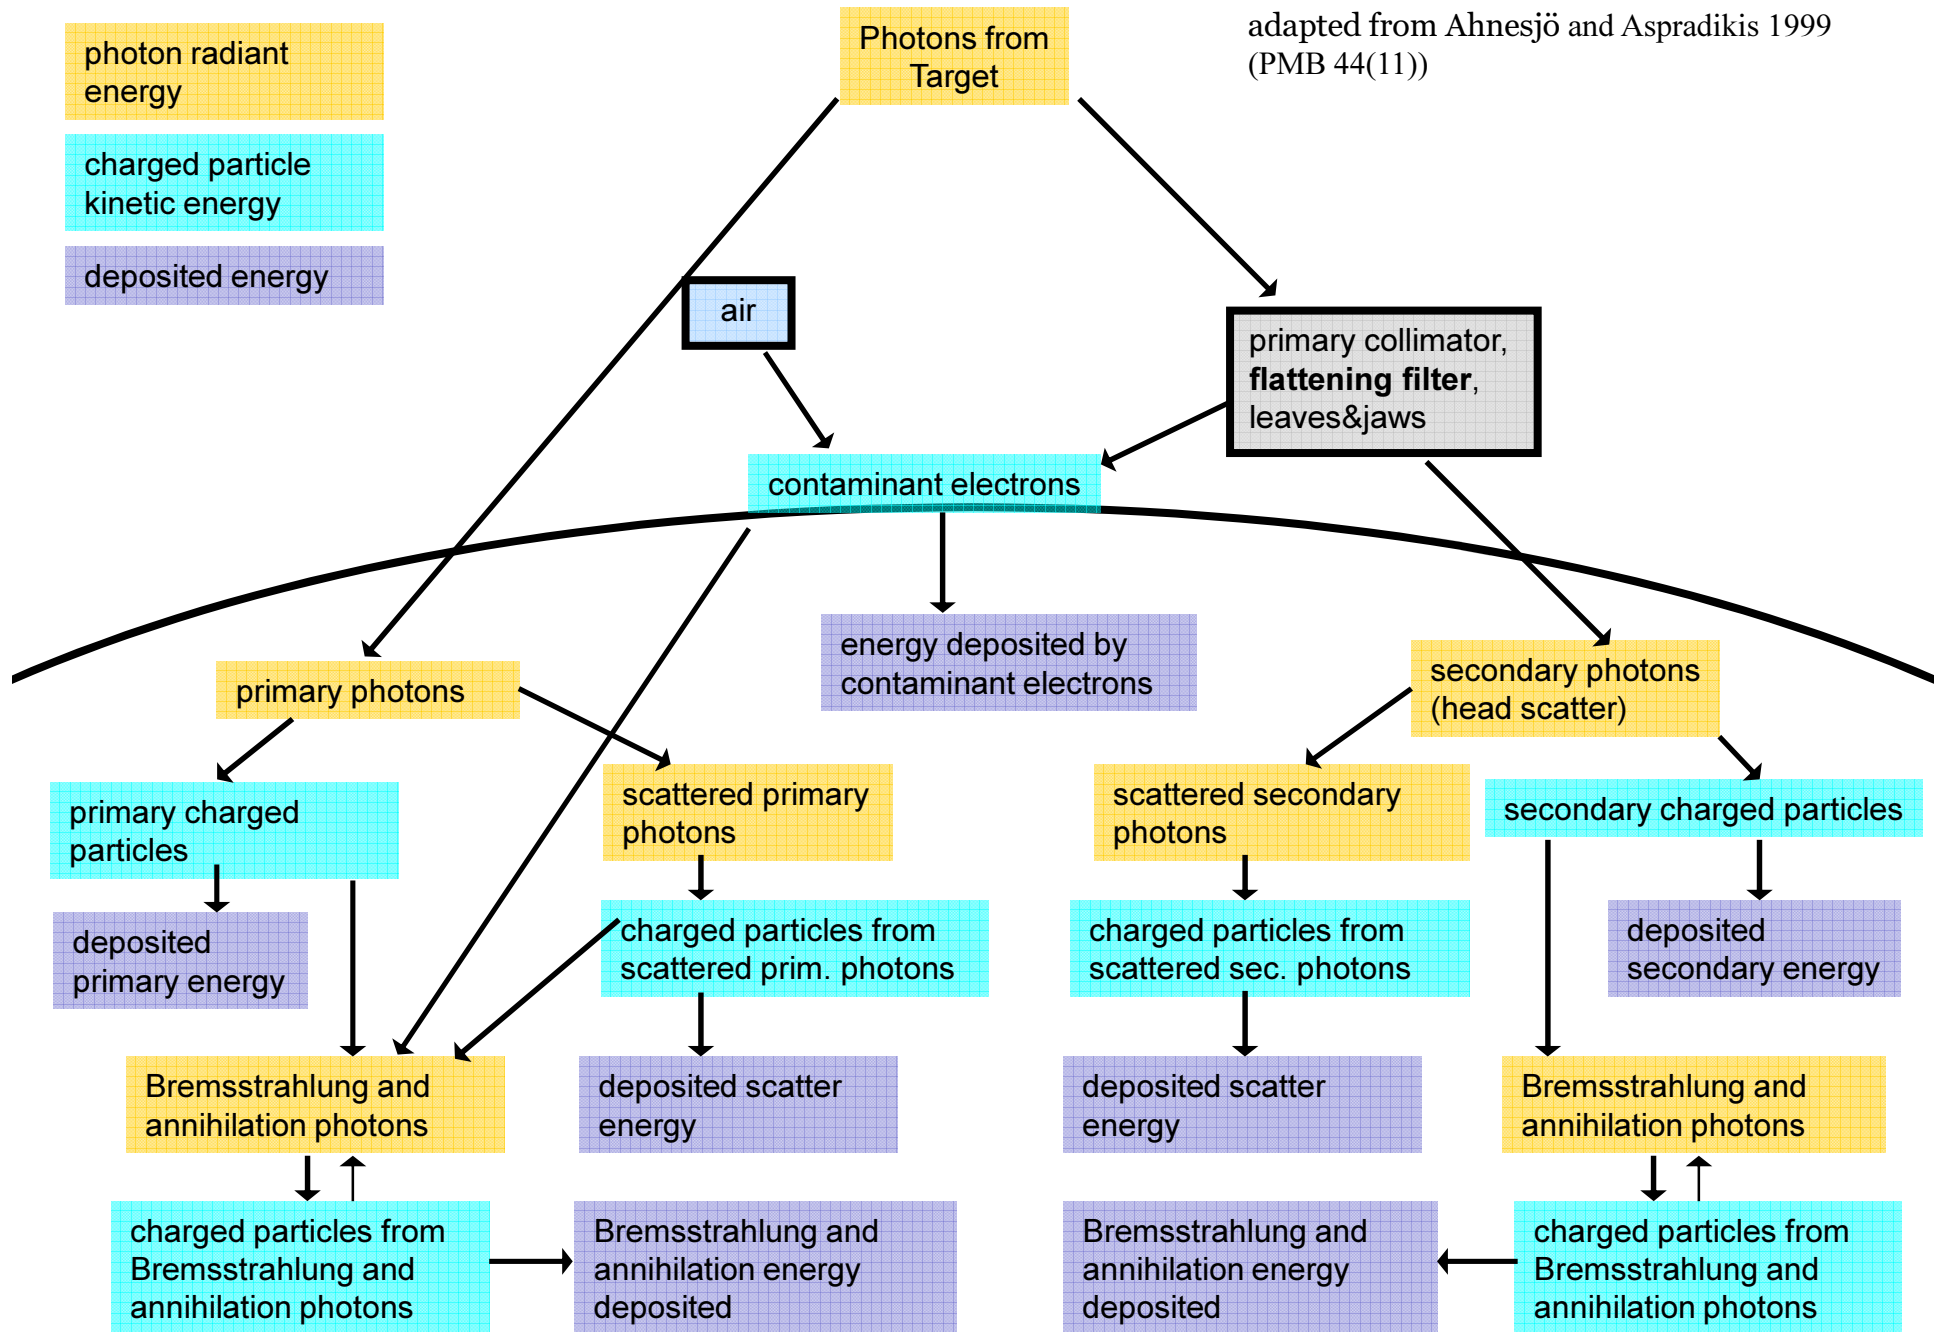 photon radiant
energy
charged particle
kinetic energy
deposited energy
Photons from
Target
adapted from Ahnesjö and Aspradikis 1999
(PMB 44(11))
air
primary collimator,
flattening filter,
leaves&jaws
contaminant electrons
energy deposited by
contaminant electrons
primary photons
secondary photons
(head scatter)
primary charged
particles
scattered primary
photons
scattered secondary
photons
secondary charged particles
deposited
primary energy
charged particles from
scattered prim. photons
charged particles from
scattered sec. photons
deposited
secondary energy
Bremsstrahlung and
annihilation photons
deposited scatter
energy
deposited scatter
energy
Bremsstrahlung and
annihilation photons
charged particles from
Bremsstrahlung and
annihilation photons
Bremsstrahlung and
annihilation energy
deposited
Bremsstrahlung and
annihilation energy
deposited
charged particles from
Bremsstrahlung and
annihilation photons